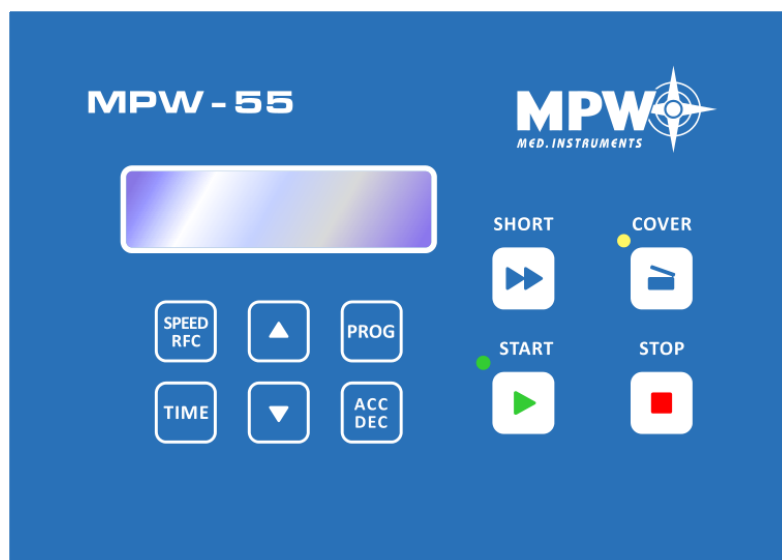 MPW - 55
MPW
MED. INSTRUMENTS
SHORT
COVER
SPEED
RFC
PROG
START
STOP
TIME
ACC
DEC